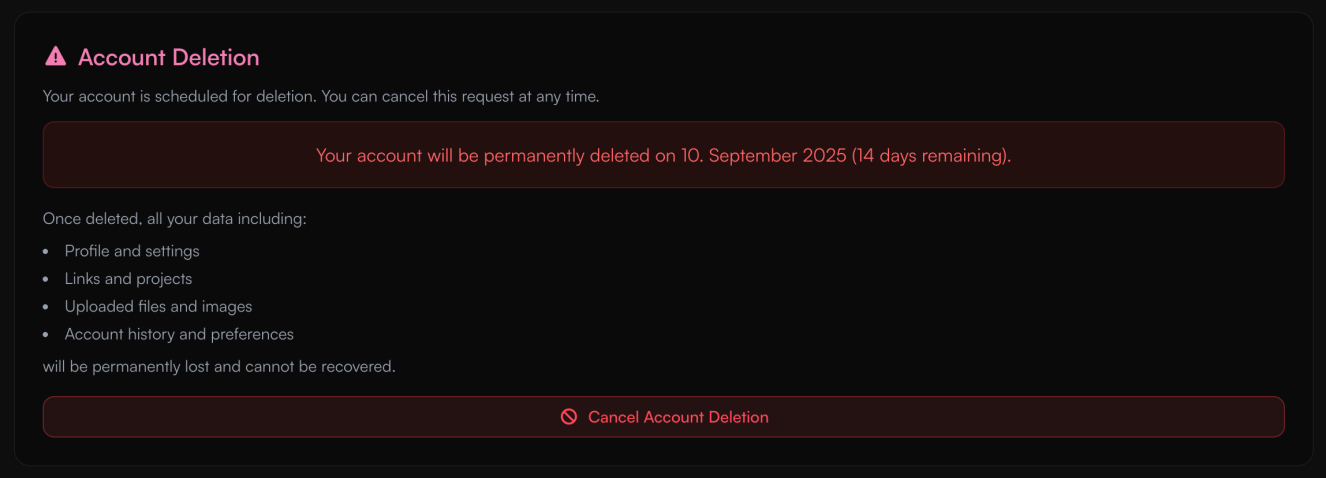 Account Deletion
Your account is scheduled for deletion. You can cancel this request at any time.
Your account will be permanently deleted on 10. September 2025 (14 days remaining).
Once deleted, all your data including:
• Profile and settings
• Links and projects
• Uploaded files and images
• Account history and preferences
will be permanently lost and cannot be recovered.
Cancel Account Deletion